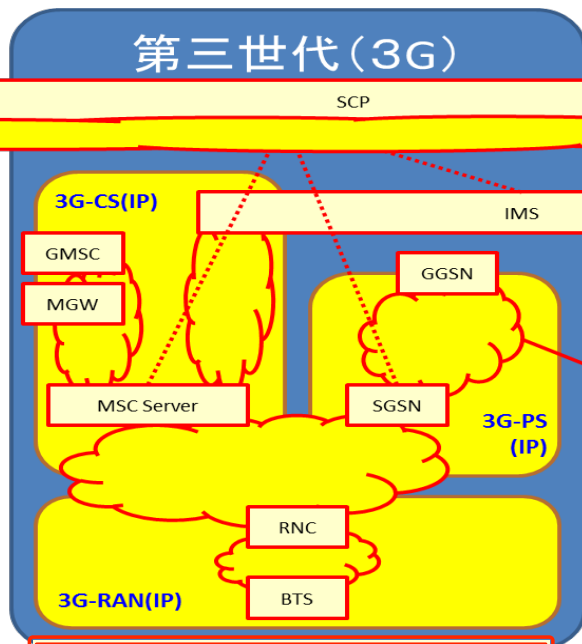 第三世代(3G)
SCP
3G-CS(IP)
IMS
GMSC
GGSN
MGW
MSC Server
SGSN
3G-PS
(IP)
RNC
3G-RAN(IP)
BTS